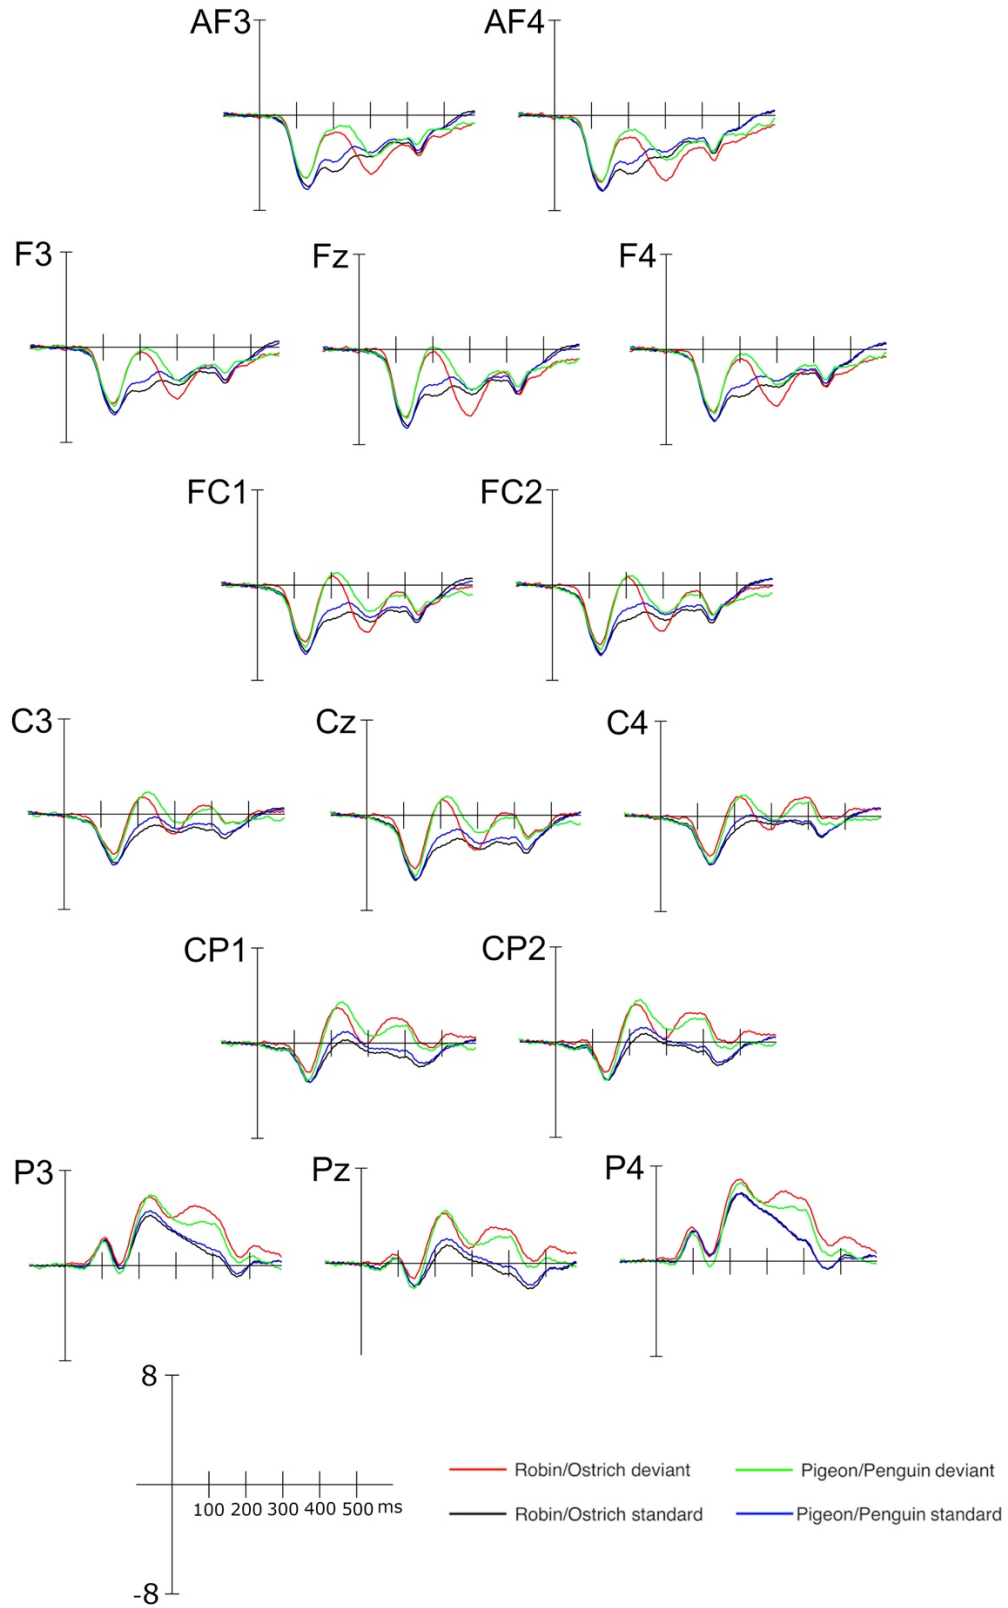 AF3 AF4
F3 Fz F4
FC1 FC2
C3 Cz C4
CP1 CP2
P3 Pz P4
8
100 200 300 400 500 ms
-8
Robin/Ostrich deviant Pigeon/Penguin deviant
Robin/Ostrich standard Pigeon/Penguin standard